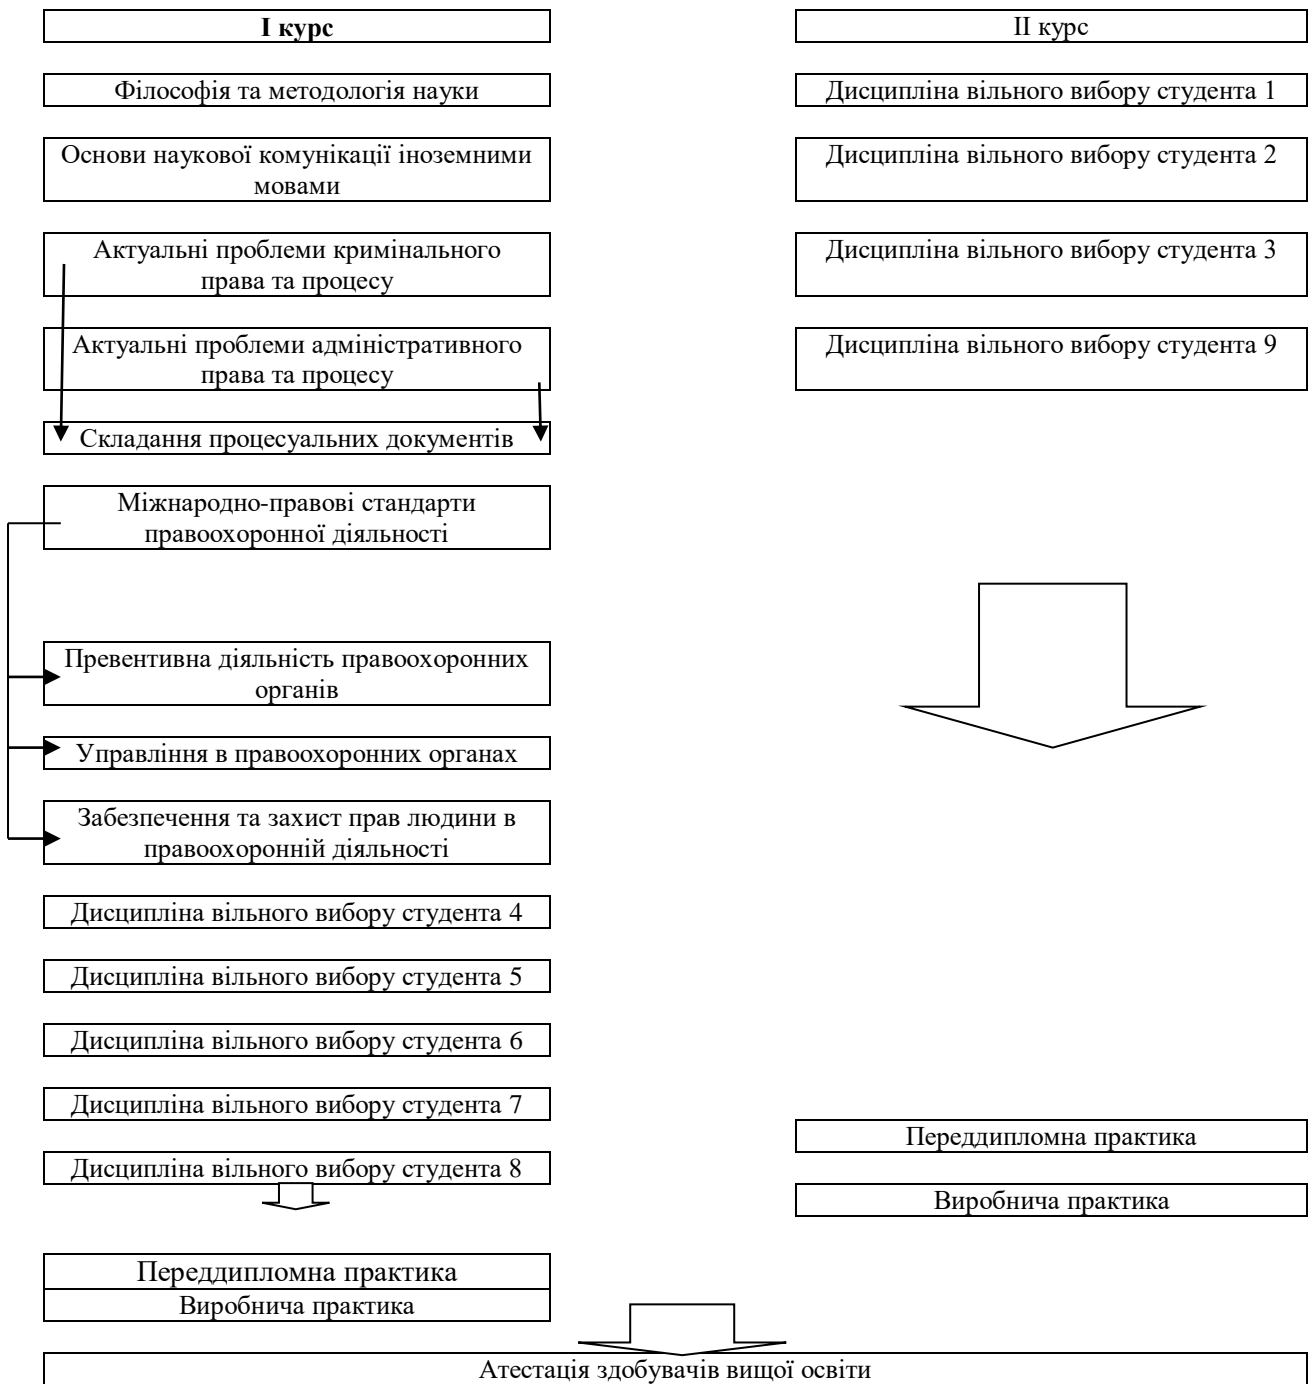 І курс
Філософія та методологія науки
Основи наукової комунікації іноземними
мовами
Актуальні проблеми кримінального
права та процесу
Актуальні проблеми адміністративного
права та процесу
Складання процесуальних документів
Міжнародно-правові стандарти
правоохоронної діяльності
Превентивна діяльність правоохоронних
органів
Управління в правоохоронних органах
Забезпечення та захист прав людини в
правоохоронній діяльності
Дисципліна вільного вибору студента 4
Дисципліна вільного вибору студента 5
Дисципліна вільного вибору студента 6
Дисципліна вільного вибору студента 7
Дисципліна вільного вибору студента 8
Переддипломна практика
Виробнича практика
ІІ курс
Дисципліна вільного вибору студента 1
Дисципліна вільного вибору студента 2
Дисципліна вільного вибору студента 3
Дисципліна вільного вибору студента 9
Переддипломна практика
Виробнича практика
Атестація здобувачів вищої освіти